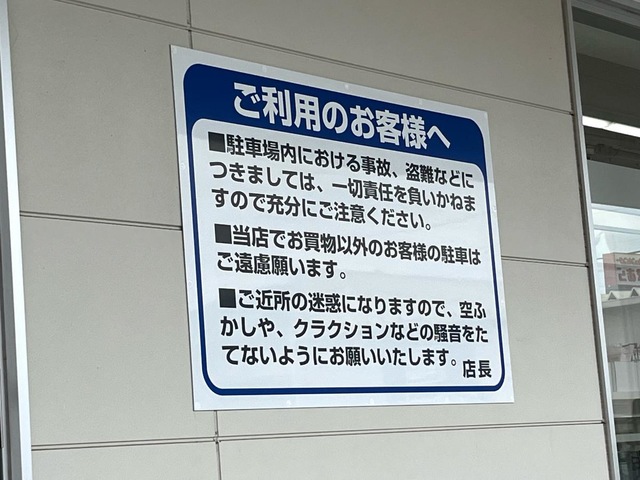 ご利用のお客様へ
■駐車場内における事故、盗難などに
つきましては、一切責任を負いかねま
すので充分にご注意ください。
■当店でお買物以外のお客様の駐車は
ご遠慮願います。
■ご近所の迷惑になりますので、空ふ
かしや、クラクションなどの騒音をた
てないようにお願いいたします。
店長